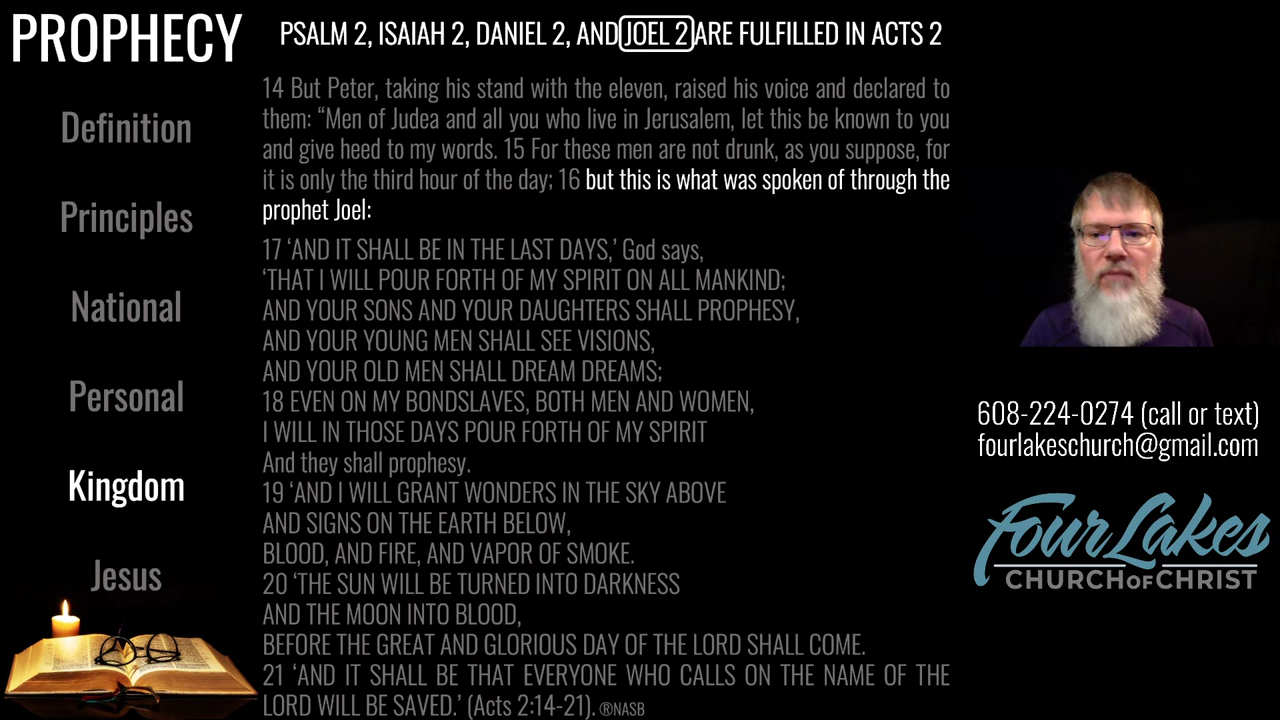 PROPHECY
PSALM 2, ISAIAH 2, DANIEL 2, AND JOEL 2 ARE FULFILLED IN ACTS 2
Definition
Principles
National
Personal
Kingdom
Jesus
14 But Peter, taking his stand with the eleven, raised his voice and declared to
them: “Men of Judea and all you who live in Jerusalem, let this be known to you
and give heed to my words. 15 For these men are not drunk, as you suppose, for
it is only the third hour of the day; 16 but this is what was spoken of through the
prophet Joel:
17 ‘AND IT SHALL BE IN THE LAST DAYS,’ God says,
‘THAT I WILL POUR FORTH OF MY SPIRIT ON ALL MANKIND;
AND YOUR SONS AND YOUR DAUGHTERS SHALL PROPHESY,
AND YOUR YOUNG MEN SHALL SEE VISIONS,
AND YOUR OLD MEN SHALL DREAM DREAMS;
18 EVEN ON MY BONDSLAVES, BOTH MEN AND WOMEN,
I WILL IN THOSE DAYS POUR FORTH OF MY SPIRIT
And they shall prophesy.
19 ‘AND I WILL GRANT WONDERS IN THE SKY ABOVE
AND SIGNS ON THE EARTH BELOW,
BLOOD, AND FIRE, AND VAPOR OF SMOKE.
20 ‘THE SUN WILL BE TURNED INTO DARKNESS
AND THE MOON INTO BLOOD,
BEFORE THE GREAT AND GLORIOUS DAY OF THE LORD SHALL COME.
21 ‘AND IT SHALL BE THAT EVERYONE WHO CALLS ON THE NAME OF THE
LORD WILL BE SAVED.’ (Acts 2:14-21). ®NASB
608-224-0274 (call or text)
fourlakeschurch@gmail.com
Four Lakes
CHURCH OF CHRIST